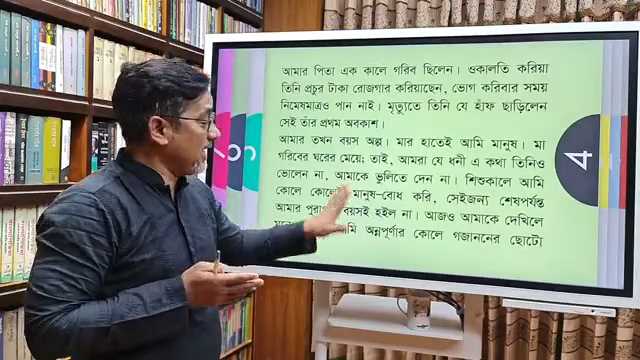 আমার পিতা এক কালে গরিব ছিলেন। ওকালতি করিয়া
তিনি প্রচুর টাকা রোজগার করিয়াছেন, ভোগ করিবার সময়
নিমেষমাত্রও পান নাই। মৃত্যুতে তিনি যে হাঁফ ছাড়িলেন
সেই তাঁর প্রথম অবকাশ।
আমার তখন বয়স অল্প। মার হাতেই আমি মানুষ। মা
গরিবের ঘরের মেয়ে; তাই, আমরা যে ধনী এ কথা তিনিও
ভোলেন না, আমাকে ভুলিতে দেন না। শিশুকালে আমি
কোলে কোলেই মানুষ-বোধ করি, সেইজন্য শেষপর্যন্ত
আমার বয়সই হইল না। আজও আমাকে দেখিলে
অন্নপূর্ণার কোলে গজাননের ছোটো
4